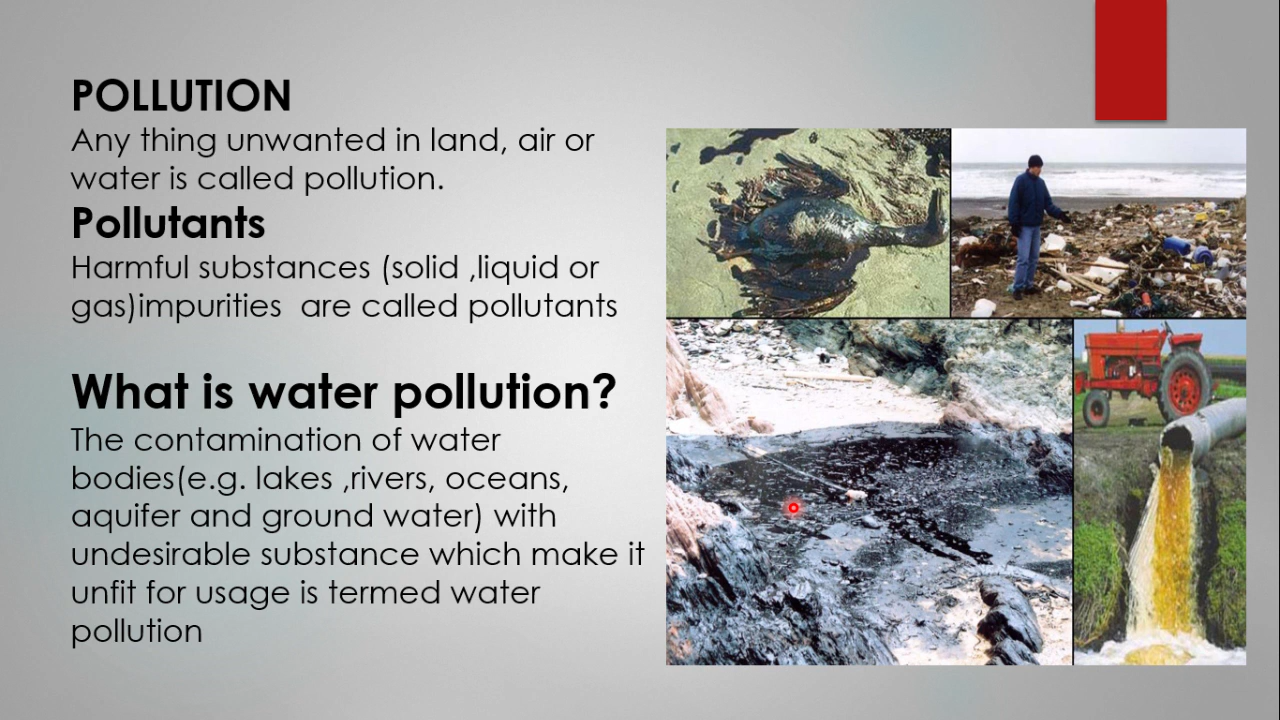 POLLUTION
Any thing unwanted in land, air or
water is called pollution.
Pollutants
Harmful substances (solid ,liquid or
gas)impurities  are called pollutants
What is water pollution?
The contamination of water
bodies(e.g. lakes ,rivers, oceans,
aquifer and ground water) with
undesirable substance which make it
unfit for usage is termed water
pollution